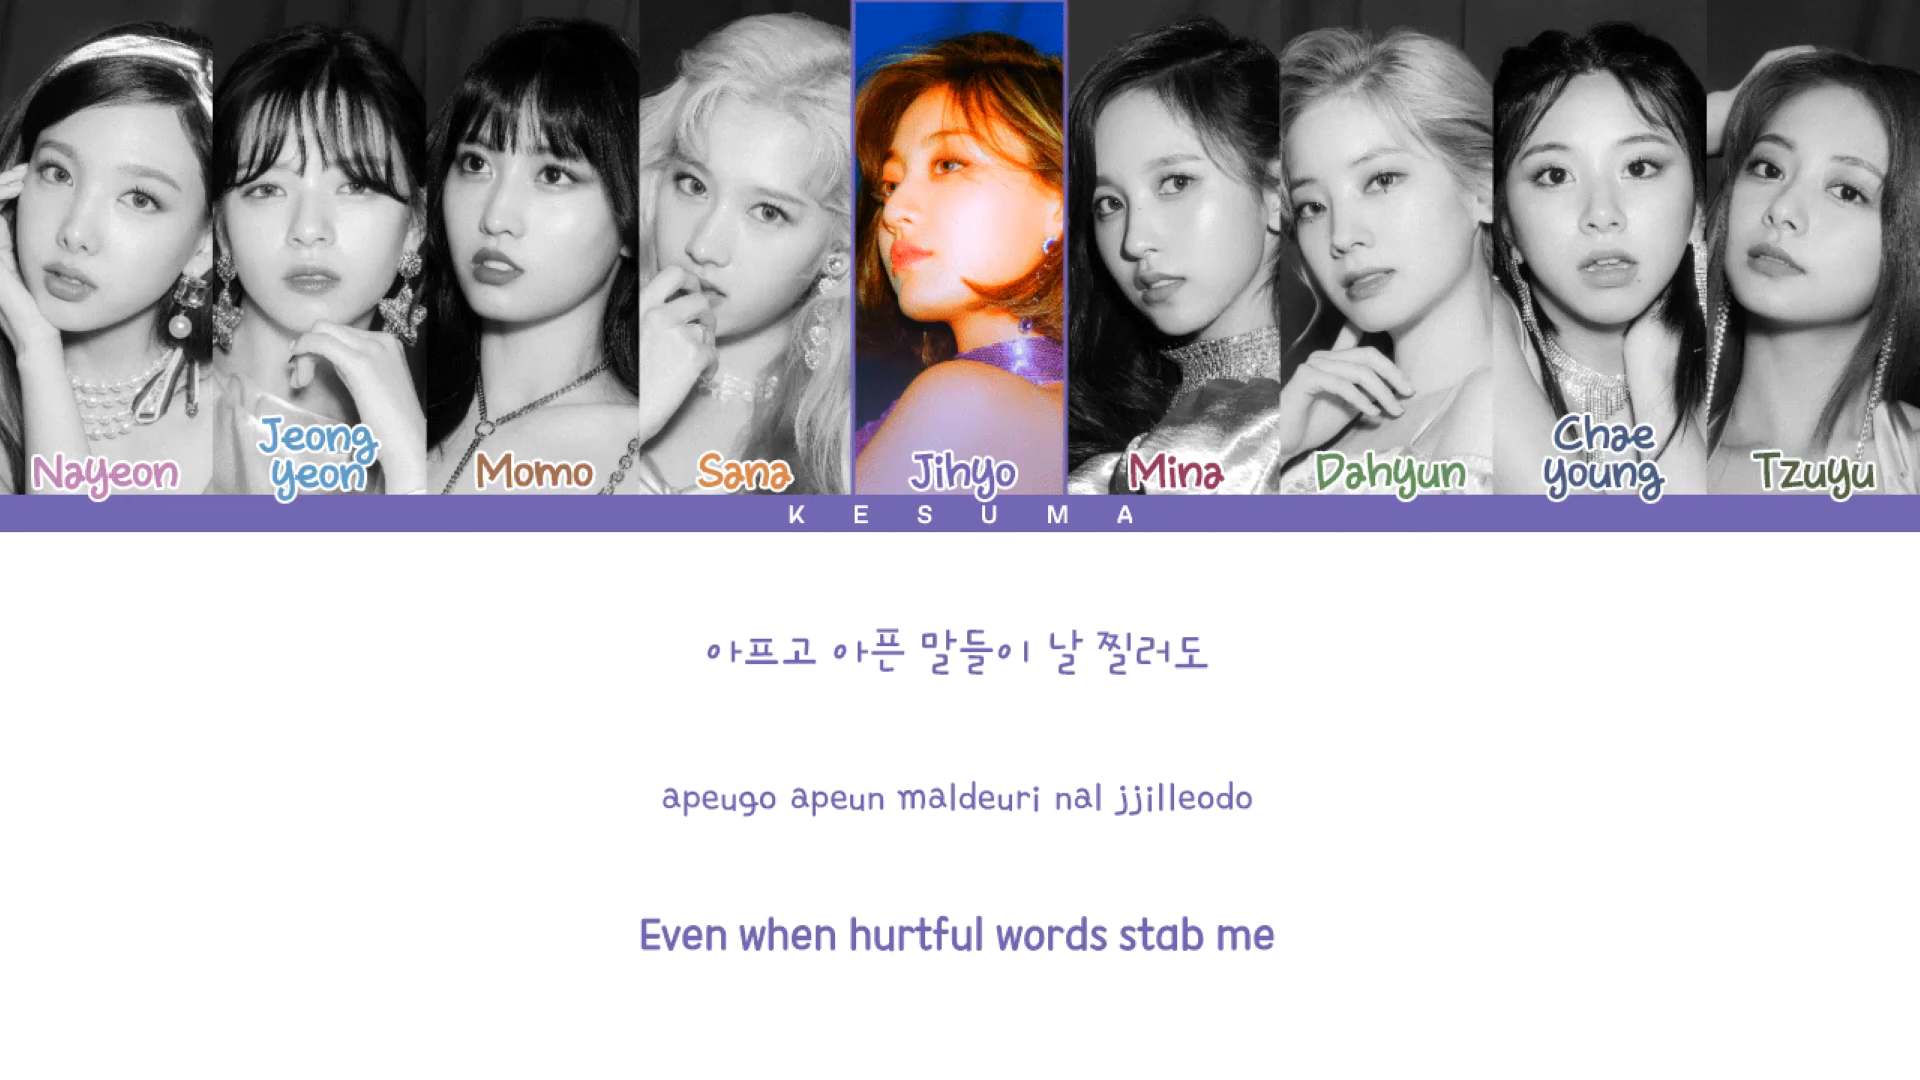 Nayeon
Jeong
yeon
Momo
Sana
Jihyo
Mina
Dahyun
Chae
young
Tzuyu
K E S U M A
아프고 아픈 말들이 날 찔러도
apeugo apeun maldeuri nal jjilleodo
Even when hurtful words stab me